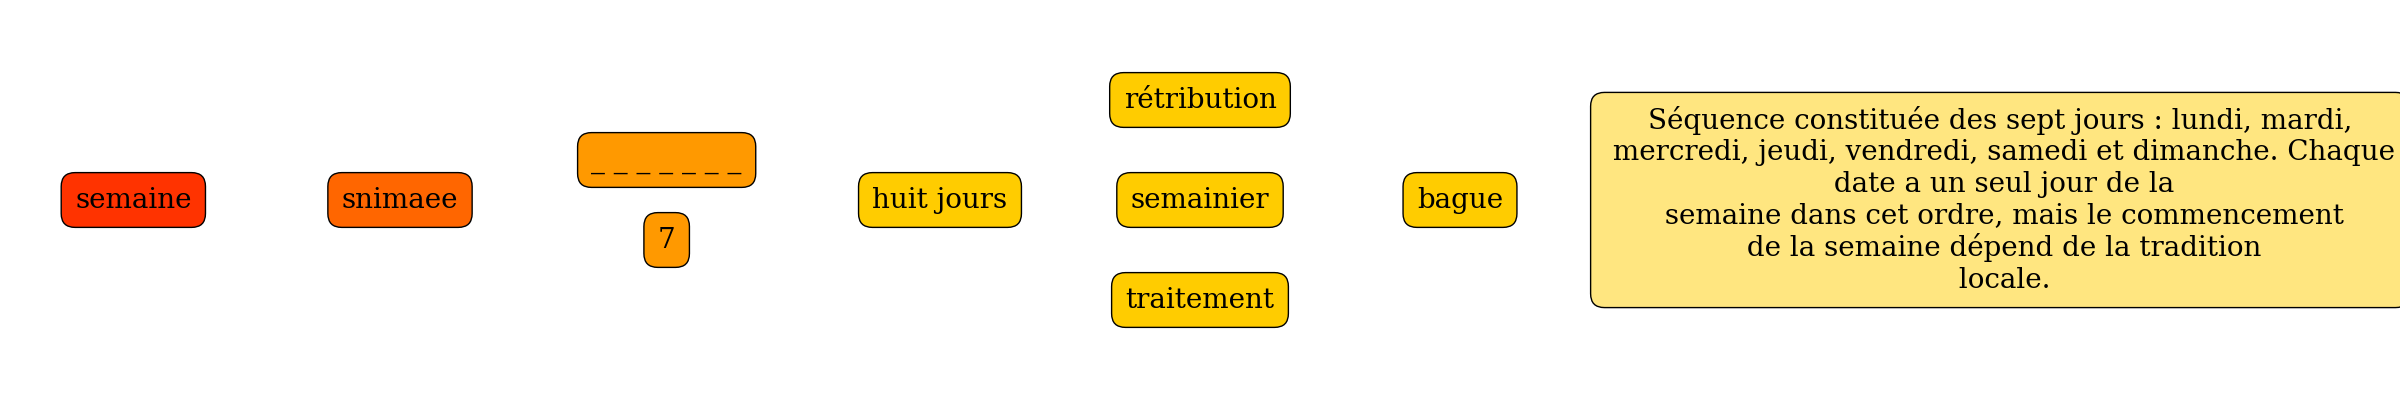 semaine
snimaee
_ _ _ _ _ _ _
7
huit jours
rétribution
semainier
traitement
bague
Séquence constituée des sept jours : lundi, mardi,
mercredi, jeudi, vendredi, samedi et dimanche. Chaque
date a un seul jour de la
semaine dans cet ordre, mais le commencement
de la semaine dépend de la tradition
locale.